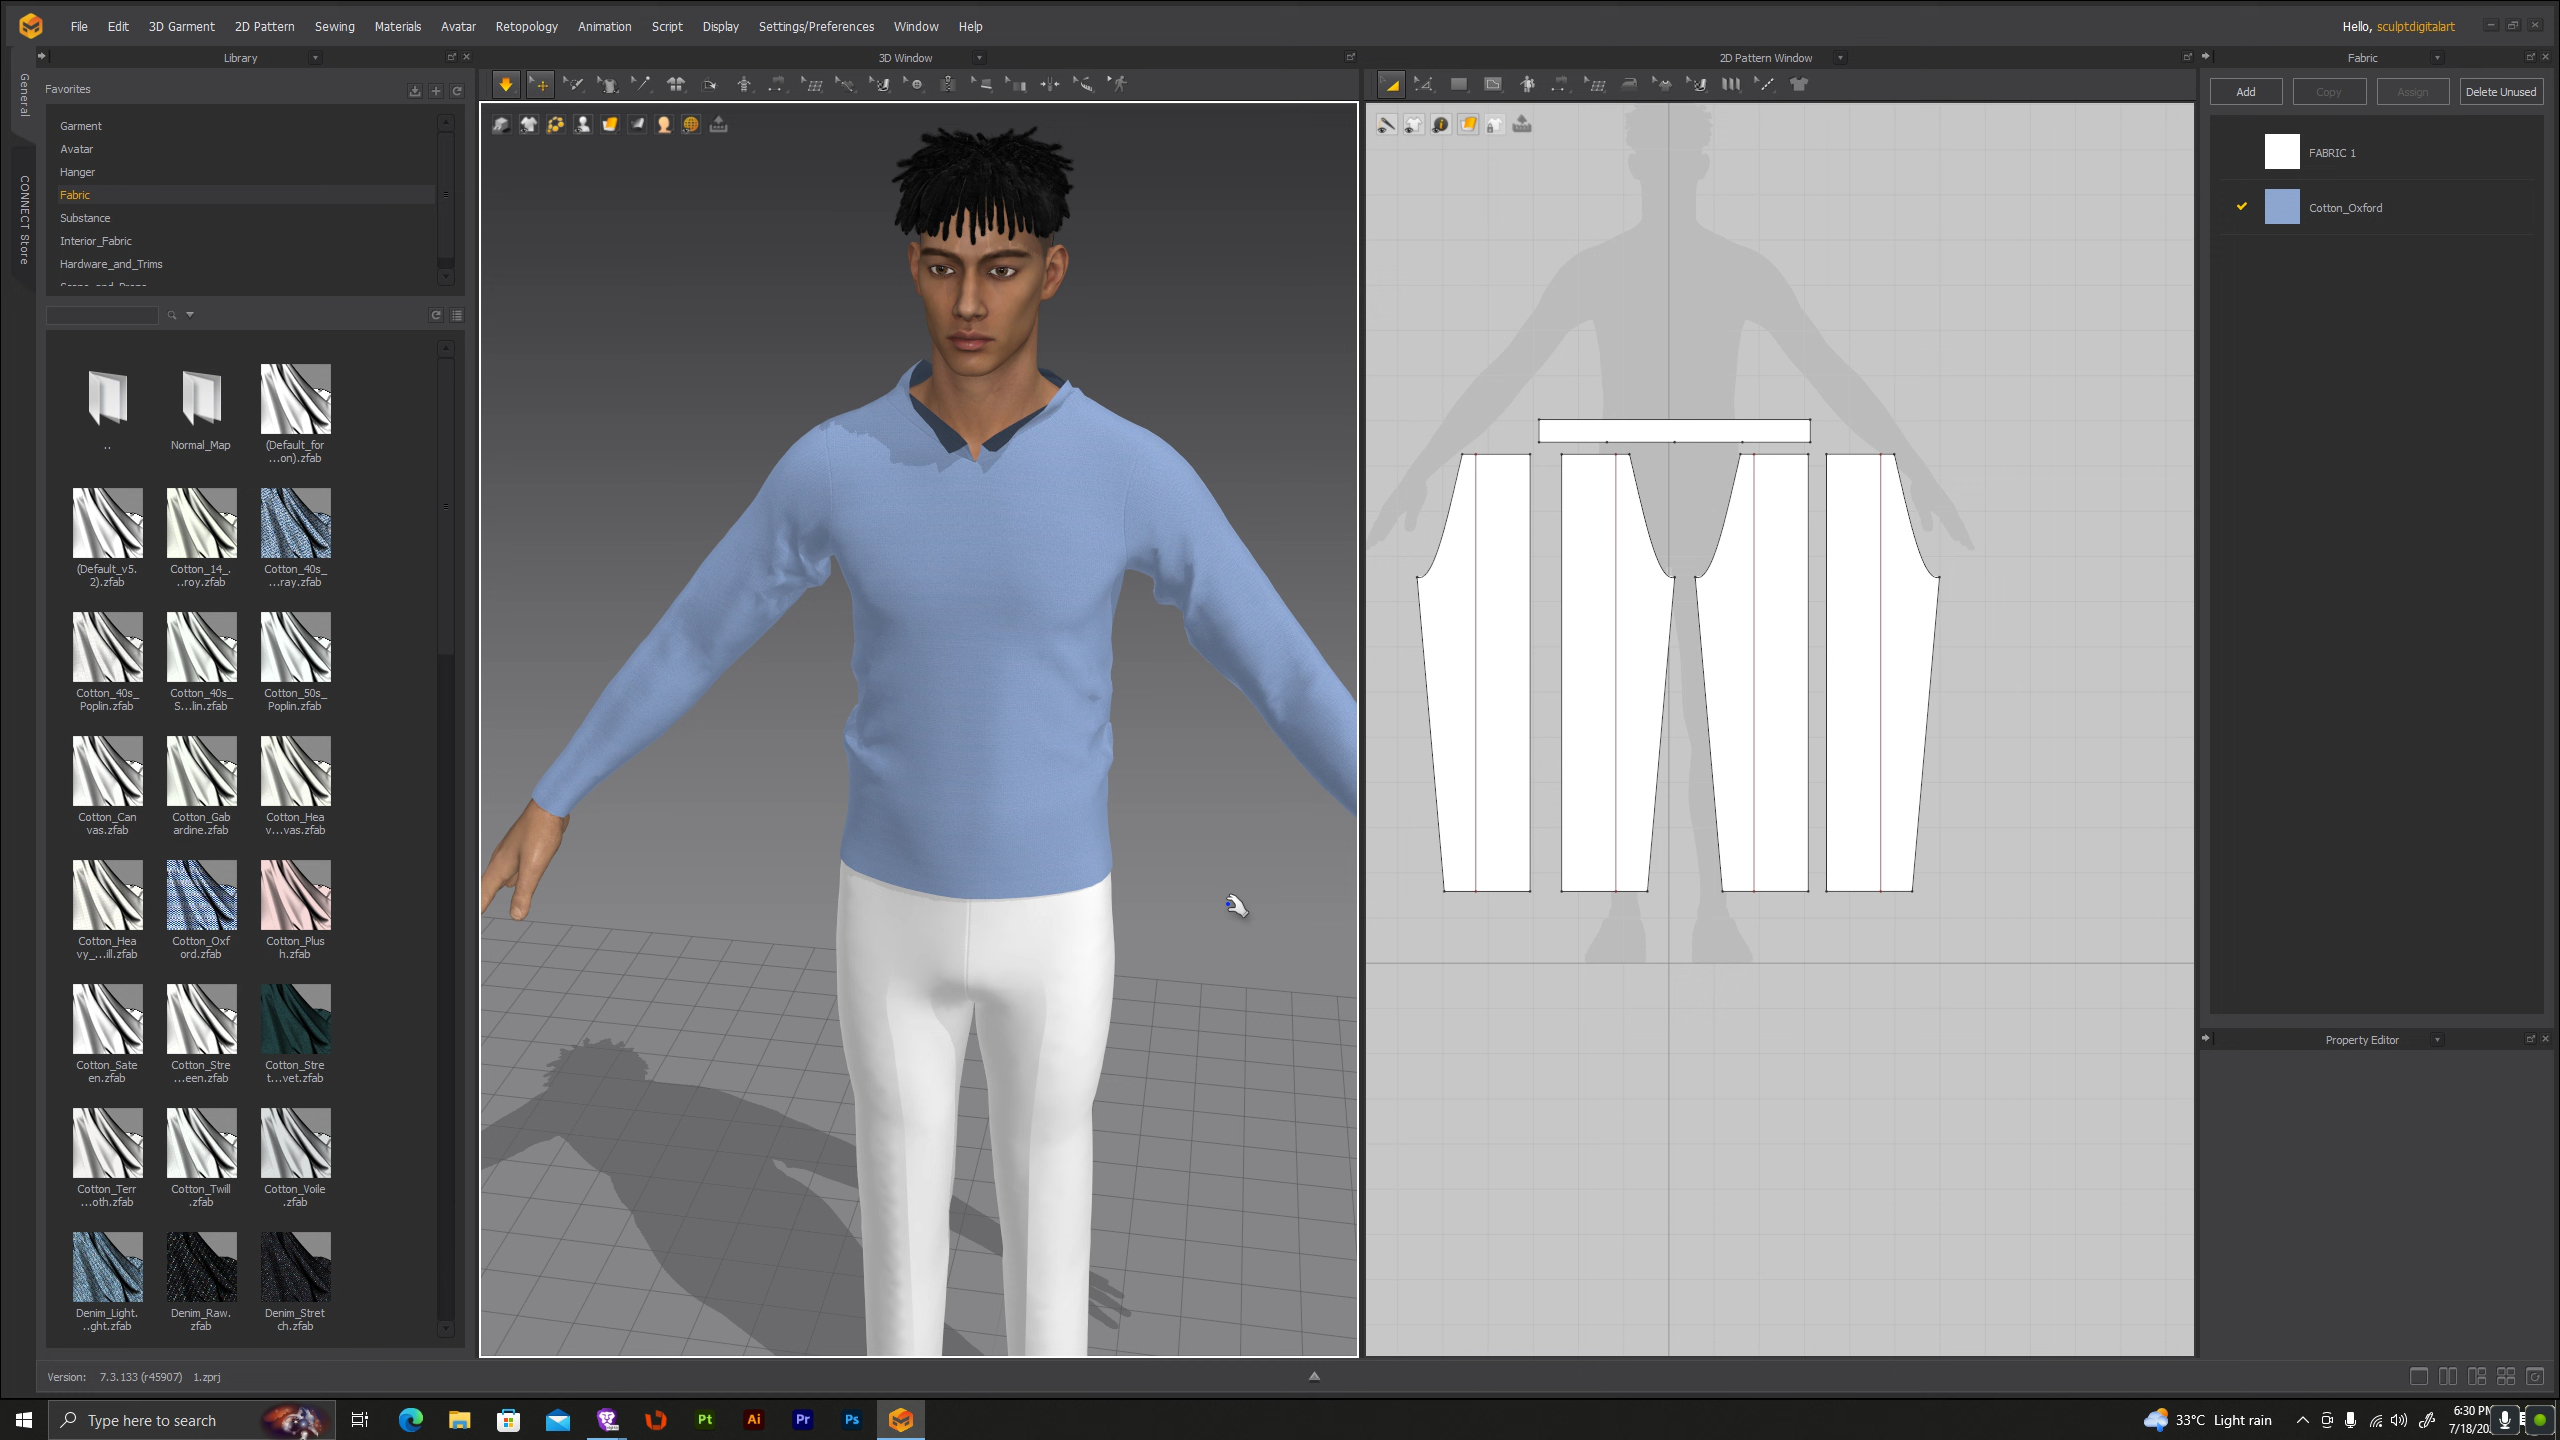 File Edit 3D Garment 2D Pattern Sewing Materials Avatar Retopology Animation Script Display Settings/Preferences Window Help
Hello, sculptdigitalart
Library
3D Window
2D Pattern Window
Fabric
General
CONNECT Store
Favorites
Garment
Avatar
Hanger
Fabric
Substance
Interior_Fabric
Hardware_and_Trims
Scene_and_Props
..
Normal_Map
(Default_for
...on).zfab
(Default_v5.
2).zfab
Cotton_14_.
..roy.zfab
Cotton_40s_
...ray.zfab
Cotton_40s_
Poplin.zfab
Cotton_40s_
S...lin.zfab
Cotton_50s_
Poplin.zfab
Cotton_Can
vas.zfab
Cotton_Gab
ardine.zfab
Cotton_Hea
v...vas.zfab
Cotton_Hea
vy_...ill.zfab
Cotton_Oxf
ord.zfab
Cotton_Plus
h.zfab
Cotton_Sate
en.zfab
Cotton_Stre
...een.zfab
Cotton_Stre
t...vet.zfab
Cotton_Terr
...oth.zfab
Cotton_Twill
.zfab
Cotton_Voile
.zfab
Denim_Light.
..ght.zfab
Denim_Raw.
zfab
Denim_Stret
ch.zfab
Add
Copy
Assign
Delete Unused
FABRIC 1
Cotton_Oxford
Property Editor
Version: 7.3.133 (r45907) 1.zprj
Type here to search
Pt
Ai
Pr
Ps
33°C Light rain
6:30 PM
7/18/20